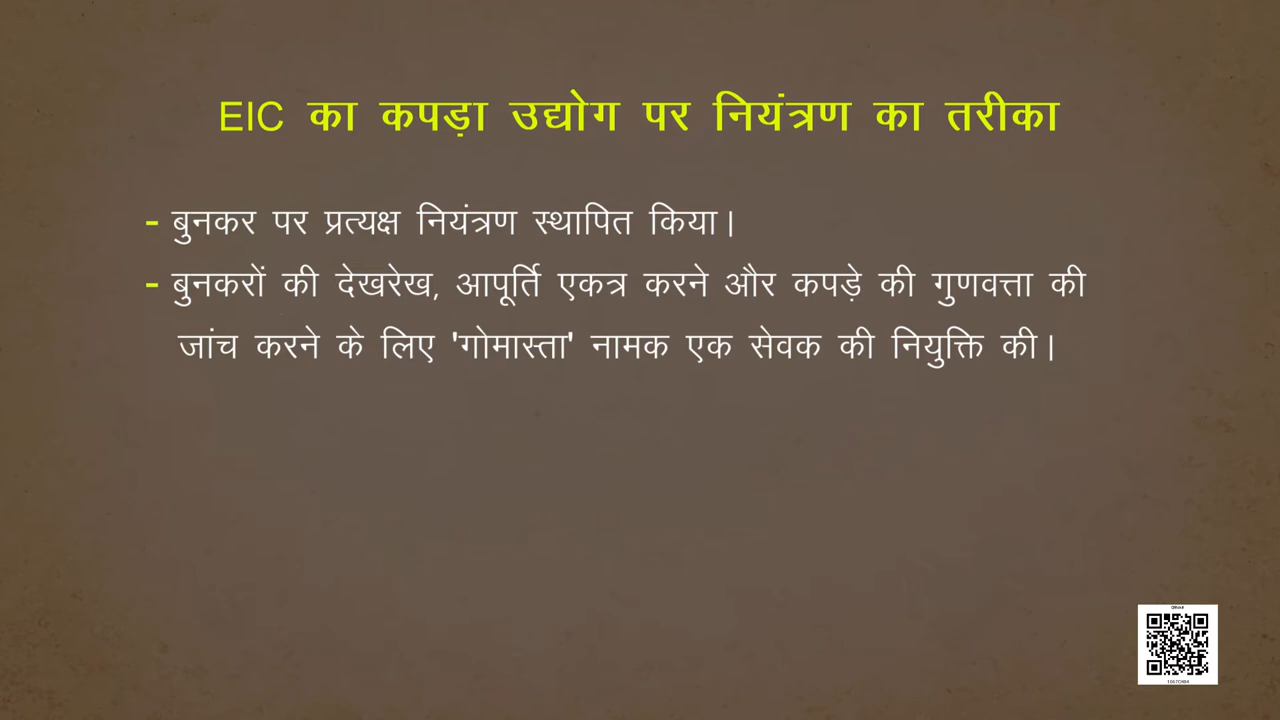 EIC का कपड़ा उद्योग पर नियंत्रण का तरीका
- बुनकर पर प्रत्यक्ष नियंत्रण स्थापित किया।
- बुनकरों की देखरेख, आपूर्ति एकत्र करने और कपड़े की गुणवत्ता की
जांच करने के लिए 'गोमास्ता' नामक एक सेवक की नियुक्ति की।